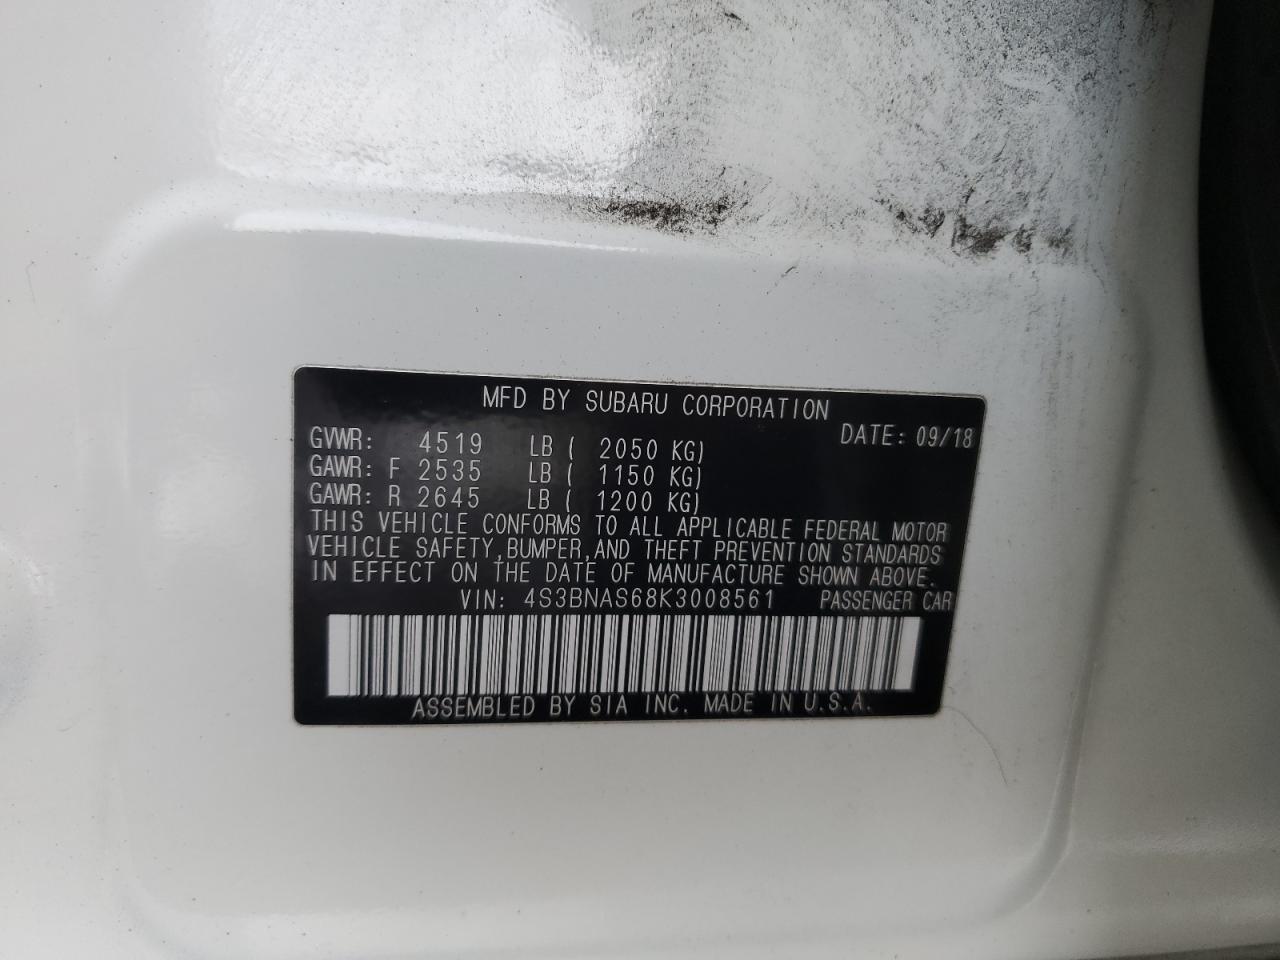 MFD BY SUBARU CORPORATION
DATE: 09/18
GVWR: 4519 LB ( 2050 KG)
GAWR: F 2535 LB ( 1150 KG)
GAWR: R 2645 LB ( 1200 KG)
THIS VEHICLE CONFORMS TO ALL APPLICABLE FEDERAL MOTOR
VEHICLE SAFETY,BUMPER,AND THEFT PREVENTION STANDARDS
IN EFFECT ON THE DATE OF MANUFACTURE SHOWN ABOVE.
VIN: 4S3BNAS68K3008561 PASSENGER CAR
ASSEMBLED BY SIA INC. MADE IN U.S.A.